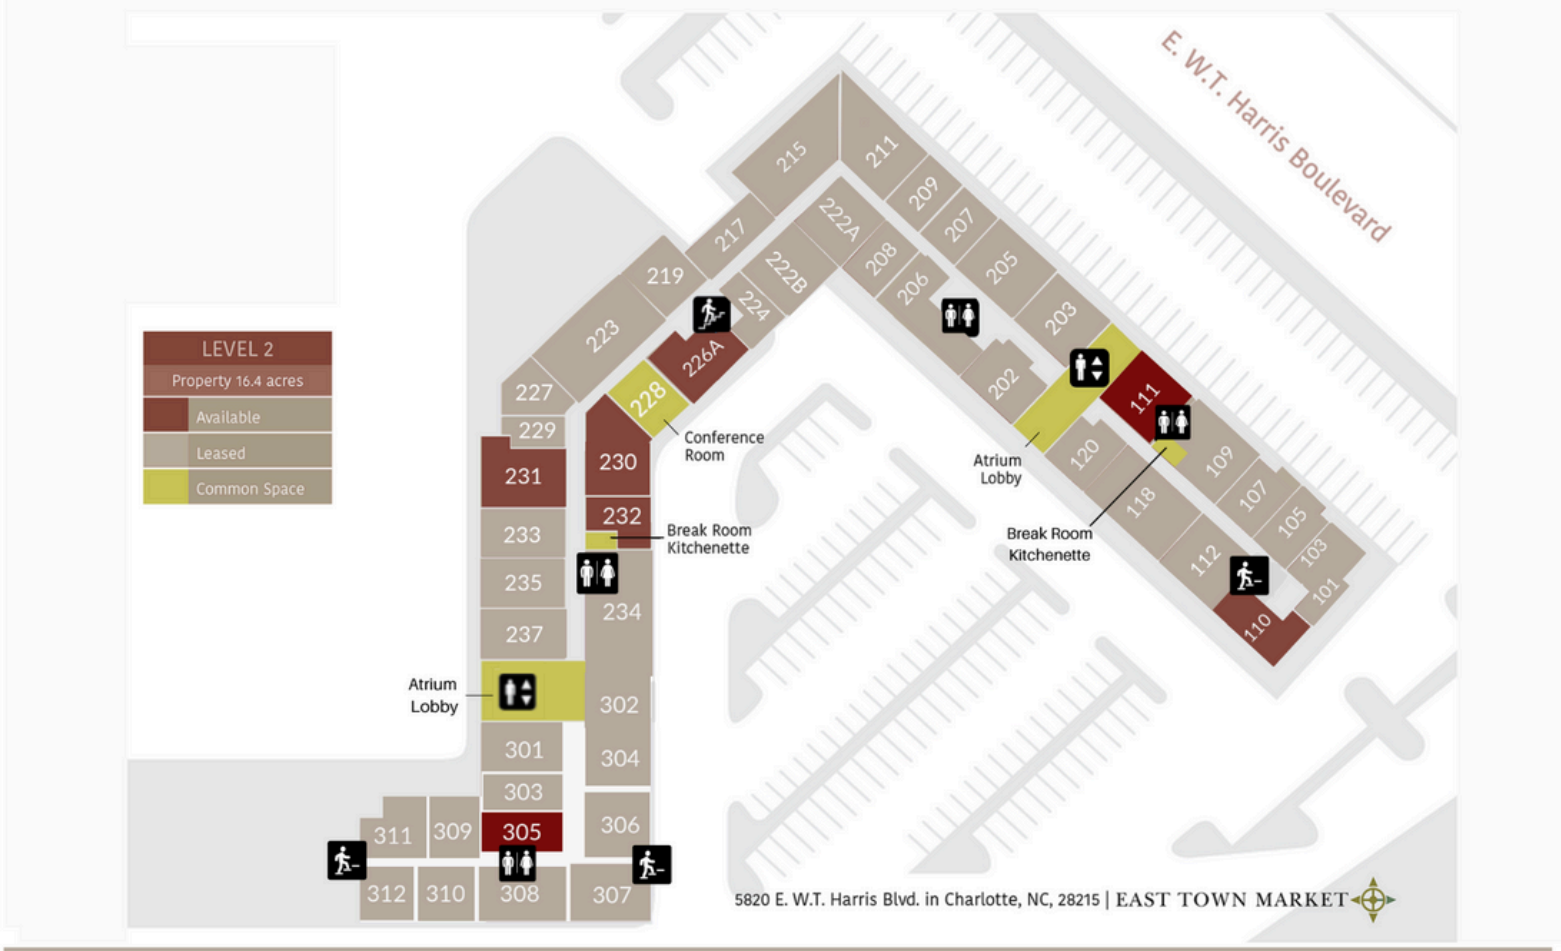 E. W.T. Harris Boulevard
215
211
209
207
205
203
217
222A
222B
208
206
219
224
223
226A
202
111
227
228
229
LEVEL 2
Property 16.4 acres
Available
Leased
Common Space
Conference
Room
Atrium
Lobby
120
109
230
231
118
107
105
232
Break Room
Kitchenette
Break Room
Kitchenette
233
112
103
101
235
110
234
237
Atrium
Lobby
302
301
304
303
305
306
311
309
312
310
308
307
5820 E. W.T. Harris Blvd. in Charlotte, NC, 28215 | EAST TOWN MARKET